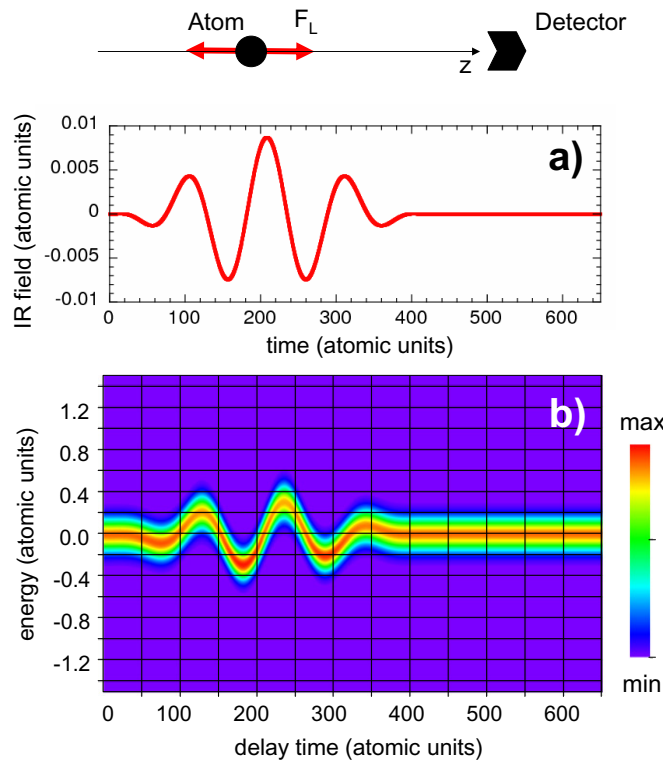 Atom F_L Detector
z
a)
IR field (atomic units)
0.01
0.005
0
-0.005
-0.01
0 100 200 300 400 500 600
time (atomic units)
b)
energy (atomic units)
1.2
0.8
0.4
0.0
-0.4
-0.8
-1.2
0 100 200 300 400 500 600
delay time (atomic units)
max
min